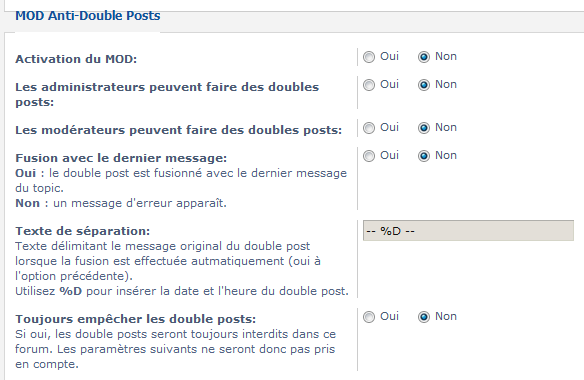 MOD Anti-Double Posts
Activation du MOD:
Oui Non
Les administrateurs peuvent faire des doubles
posts:
Oui Non
Les modérateurs peuvent faire des doubles posts:
Oui Non
Fusion avec le dernier message:
Oui : le double post est fusionné avec le dernier message
du topic.
Non : un message d'erreur apparaît.
Oui Non
Texte de séparation:
Texte délimitant le message original du double post
lorsque la fusion est effectuée autmatiquement (oui à
l'option précédente).
Utilisez %D pour insérer la date et l'heure du double post.
-- %D --
Toujours empêcher les double posts:
Si oui, les double posts seront toujours interdits dans ce
forum. Les paramètres suivants ne seront donc pas pris
en compte.
Oui Non